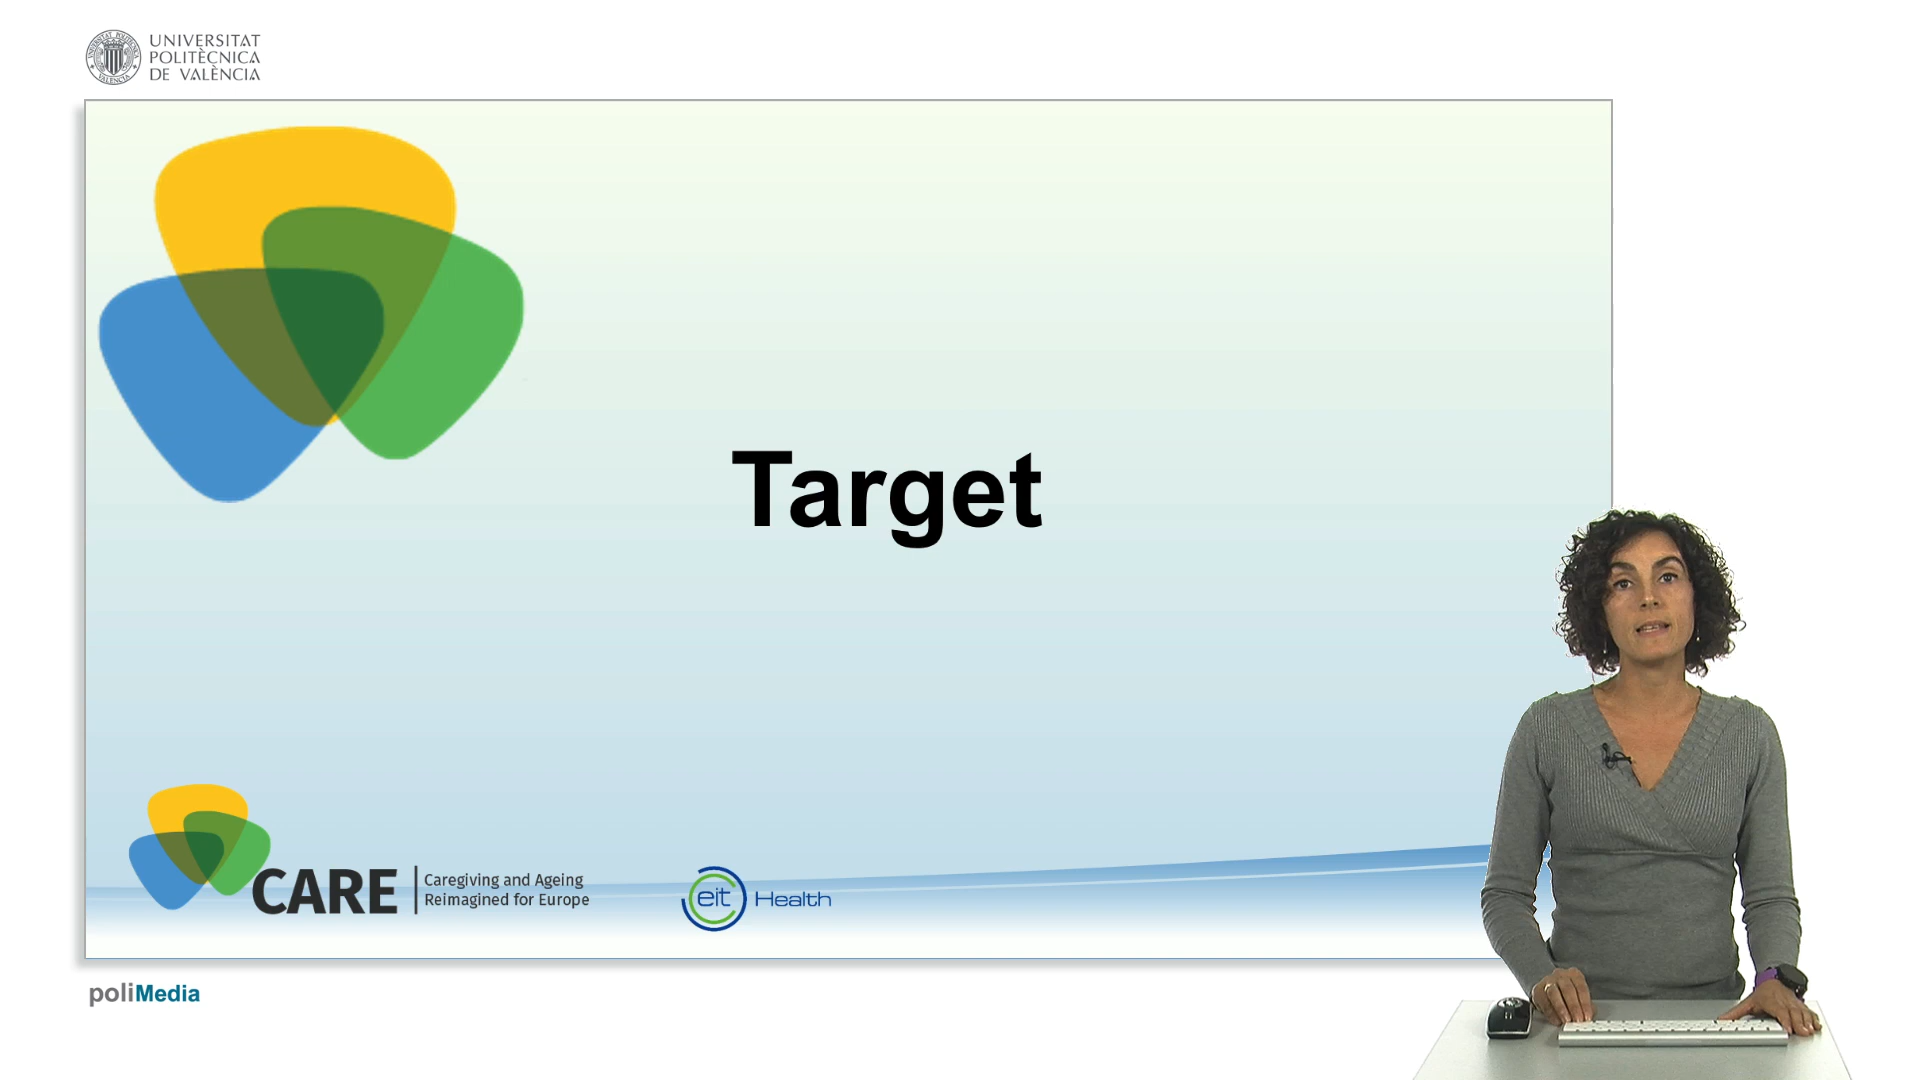 UNIVERSITAT
POLITÈCNICA
DE VALÈNCIA
Target
CARE
Caregiving and Ageing
Reimagined for Europe
eit Health
poliMedia